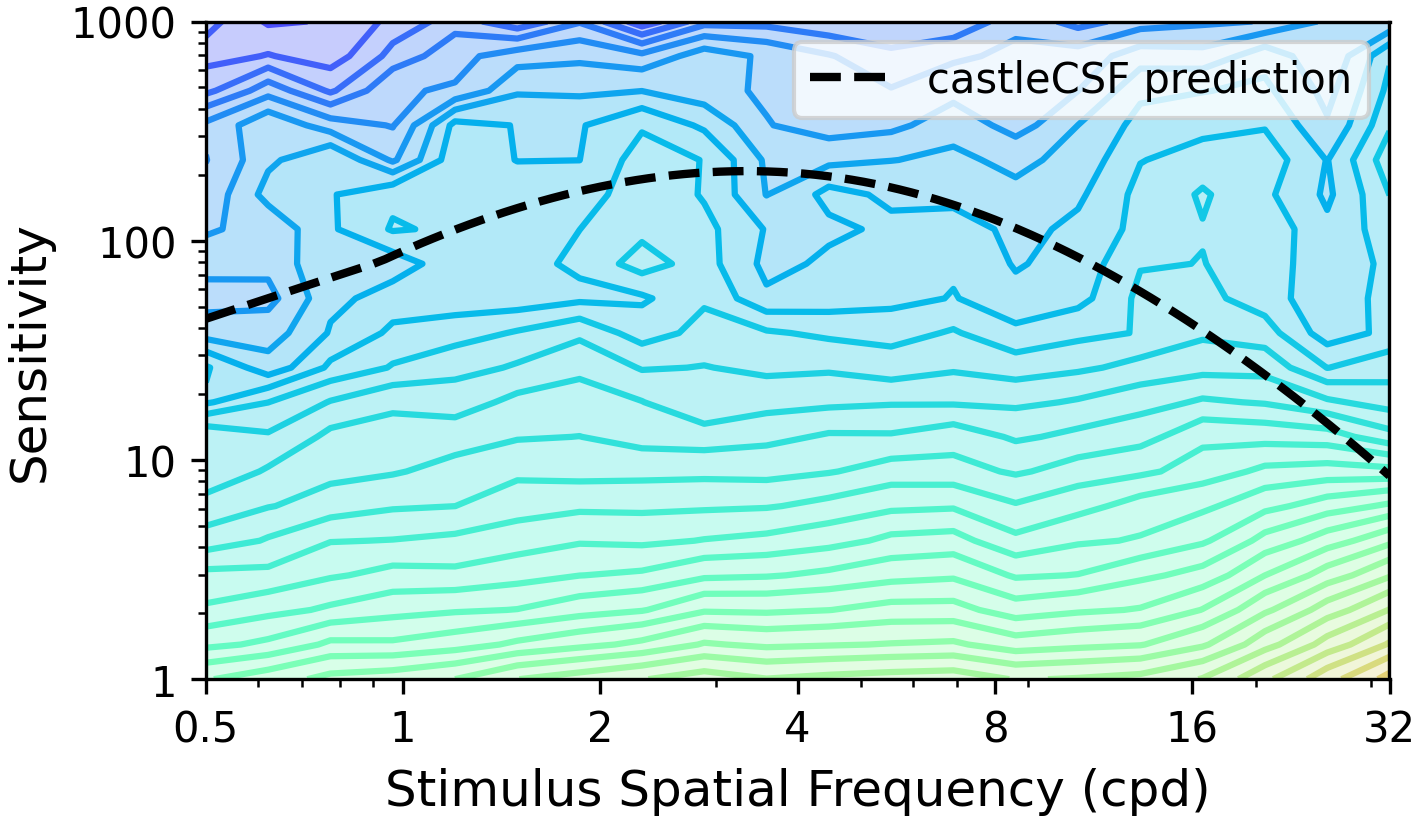 1000
100
10
1
Sensitivity
castleCSF prediction
0.5 1 2 4 8 16 32
Stimulus Spatial Frequency (cpd)